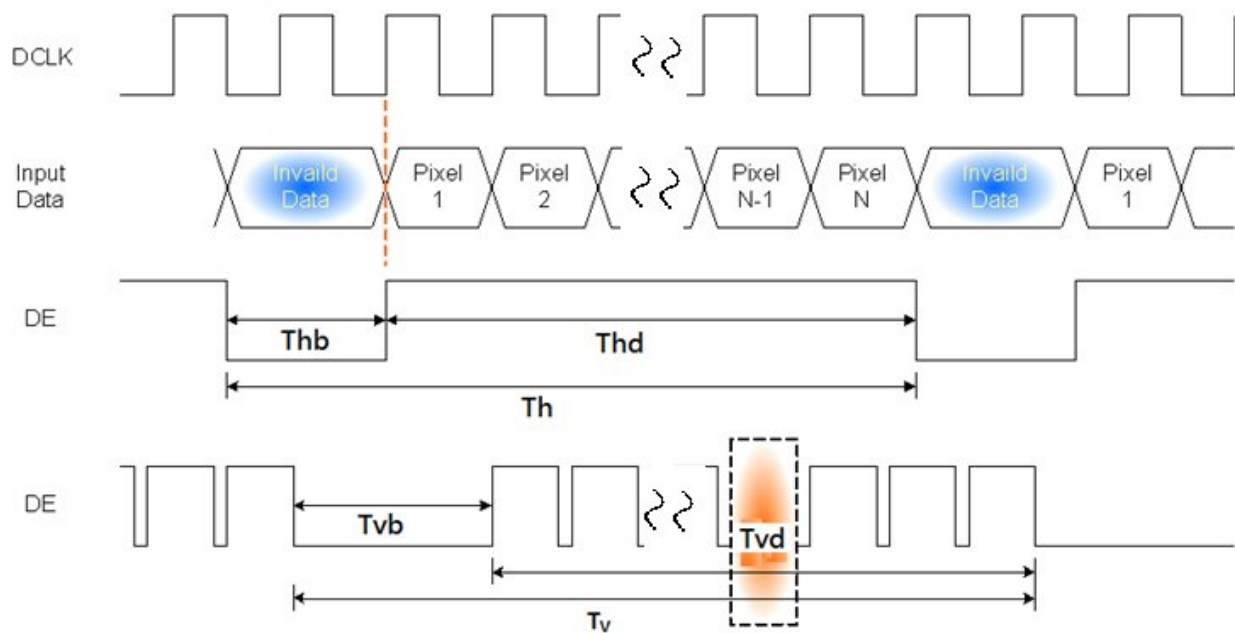 DCLK
Input
Data
Invaild
Data
Pixel
1
Pixel
2
Pixel
N-1
Pixel
N
Invaild
Data
Pixel
1
DE
Thb
Thd
Th
DE
Tvb
Tvd
Tv